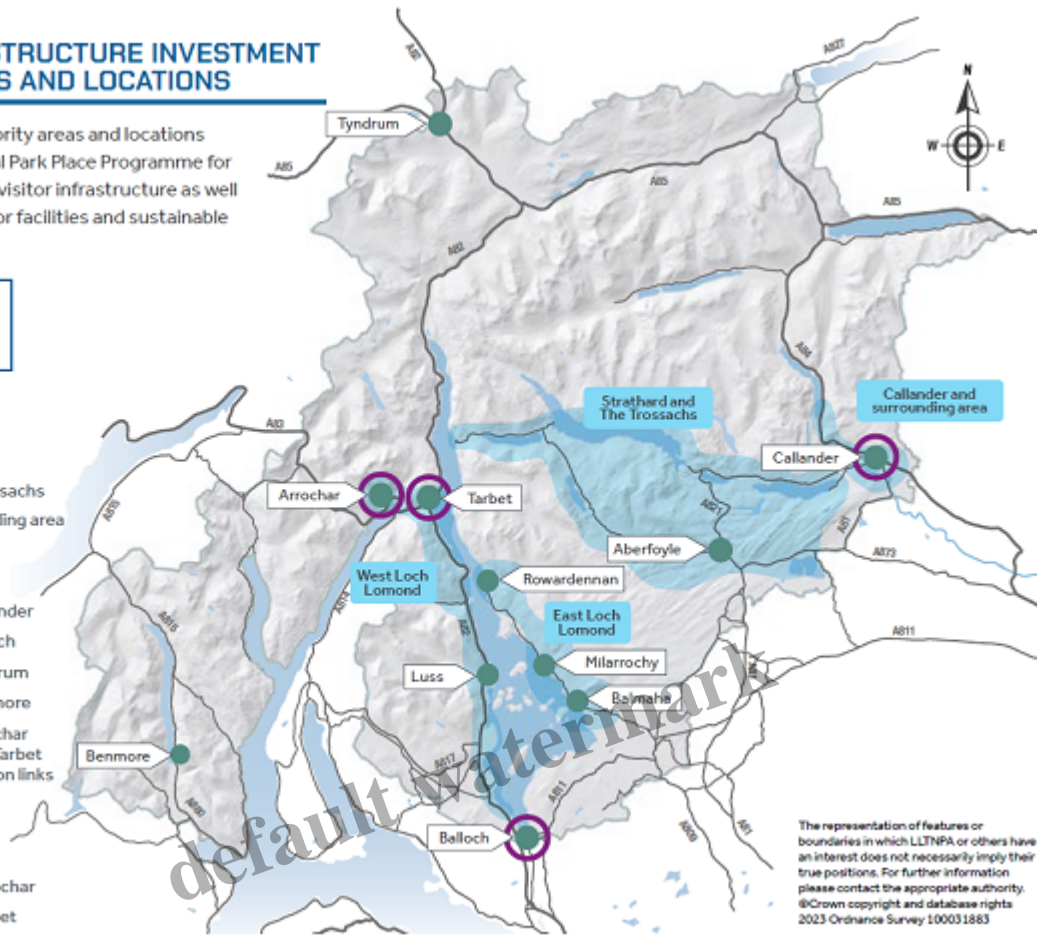 STRUCTURE INVESTMENT
S AND LOCATIONS
ority areas and locations
l Park Place Programme for
visitor infrastructure as well
or facilities and sustainable
sachs
ling area
nder
ch
rum
more
char
Tarbet
on links
char
et
A82
A827
N
W
E
Tyndrum
A85
A85
A85
A82
A84
Strathard and
The Trossachs
Callander and
surrounding area
A83
Callander
Arrochar
Tarbet
A815
A821
A81
Aberfoyle
A873
West Loch
Lomond
Rowardennan
A814
East Loch
Lomond
A82
A815
A811
Milarrochy
Luss
A81
Balmaha
Benmore
A817
A811
Balloch
A809
A81
default watermark
The representation of features or
boundaries in which LLTNPA or others have
an interest does not necessarily imply their
true positions. For further information
please contact the appropriate authority.
©Crown copyright and database rights
2023 Ordnance Survey 100031883